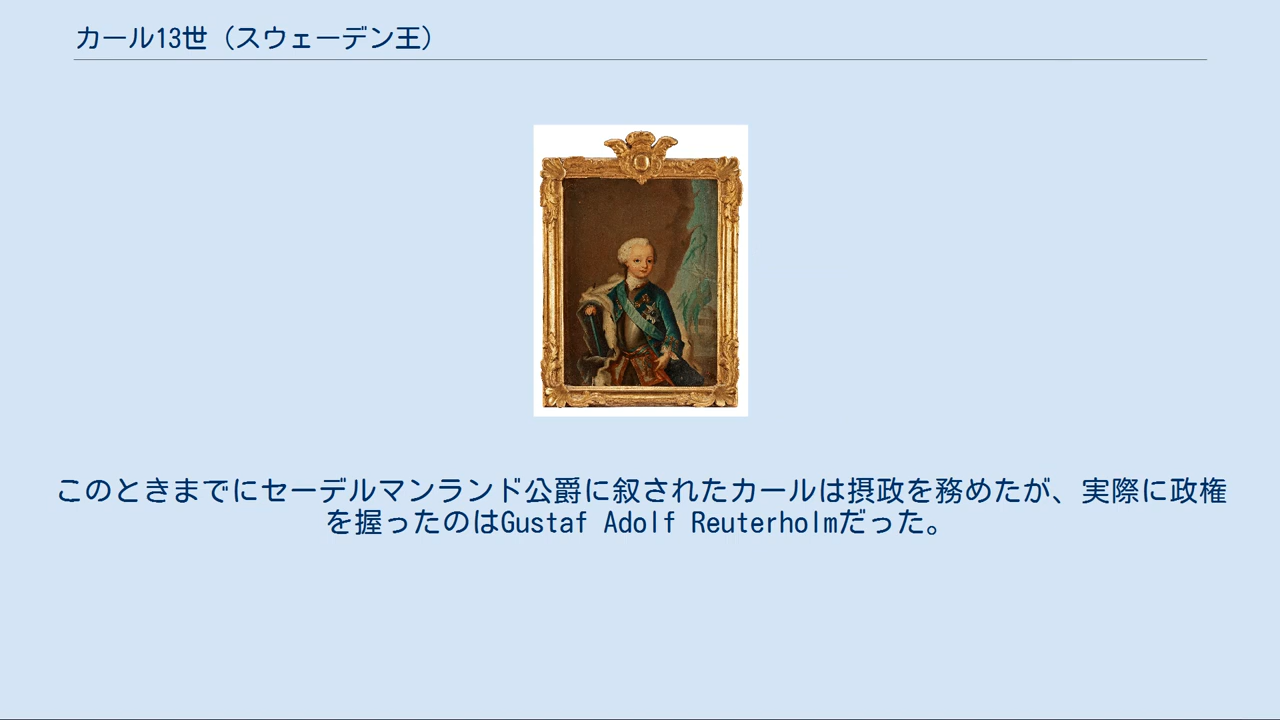 カール13世（スウェーデン王）
このときまでにセーデルマンランド公爵に叙されたカールは摂政を務めたが、実際に政権
を握ったのはGustaf Adolf Reuterholmだった。